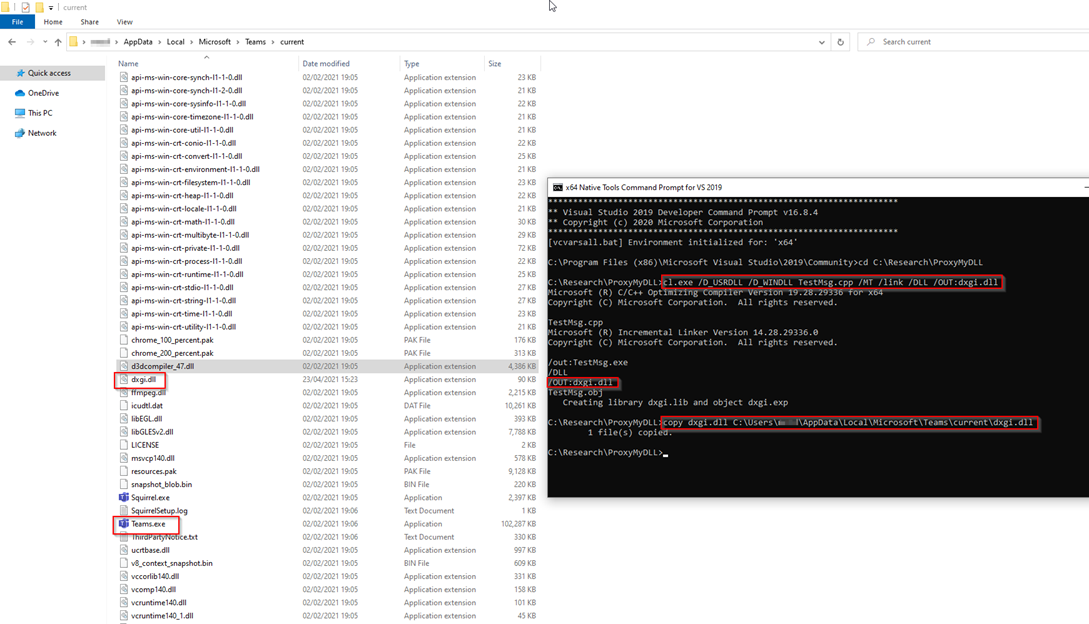 current
File Home Share View
AppData › Local › Microsoft › Teams › current
Search current
Quick access
OneDrive
This PC
Network
Name Date modified Type Size
api-ms-win-core-synch-l1-1-0.dll 02/02/2021 19:05 Application extension 23 KB
api-ms-win-core-synch-l1-2-0.dll 02/02/2021 19:05 Application extension 21 KB
api-ms-win-core-sysinfo-l1-1-0.dll 02/02/2021 19:05 Application extension 22 KB
api-ms-win-core-timezone-l1-1-0.dll 02/02/2021 19:05 Application extension 21 KB
api-ms-win-core-util-l1-1-0.dll 02/02/2021 19:05 Application extension 21 KB
api-ms-win-crt-conio-l1-1-0.dll 02/02/2021 19:05 Application extension 22 KB
api-ms-win-crt-convert-l1-1-0.dll 02/02/2021 19:05 Application extension 25 KB
api-ms-win-crt-environment-l1-1-0.dll 02/02/2021 19:05 Application extension 21 KB
api-ms-win-crt-filesystem-l1-1-0.dll 02/02/2021 19:05 Application extension 23 KB
api-ms-win-crt-heap-l1-1-0.dll 02/02/2021 19:05 Application extension 22 KB
api-ms-win-crt-locale-l1-1-0.dll 02/02/2021 19:05 Application extension 21 KB
api-ms-win-crt-math-l1-1-0.dll 02/02/2021 19:05 Application extension 30 KB
api-ms-win-crt-multibyte-l1-1-0.dll 02/02/2021 19:05 Application extension 29 KB
api-ms-win-crt-private-l1-1-0.dll 02/02/2021 19:05 Application extension 72 KB
api-ms-win-crt-process-l1-1-0.dll 02/02/2021 19:05 Application extension 22 KB
api-ms-win-crt-runtime-l1-1-0.dll 02/02/2021 19:05 Application extension 25 KB
api-ms-win-crt-stdio-l1-1-0.dll 02/02/2021 19:05 Application extension 27 KB
api-ms-win-crt-string-l1-1-0.dll 02/02/2021 19:05 Application extension 27 KB
api-ms-win-crt-time-l1-1-0.dll 02/02/2021 19:05 Application extension 23 KB
api-ms-win-crt-utility-l1-1-0.dll 02/02/2021 19:05 Application extension 21 KB
chrome_100_percent.pak 02/02/2021 19:05 PAK File 176 KB
chrome_200_percent.pak 02/02/2021 19:05 PAK File 313 KB
d3dcompiler_47.dll 02/02/2021 19:05 Application extension 4,386 KB
dxgi.dll 23/04/2021 15:23 Application extension 90 KB
ffmpeg.dll 02/02/2021 19:05 Application extension 2,215 KB
icudtl.dat 02/02/2021 19:05 DAT File 10,261 KB
libEGL.dll 02/02/2021 19:05 Application extension 393 KB
libGLESv2.dll 02/02/2021 19:05 Application extension 7,788 KB
LICENSE 02/02/2021 19:05 File 2 KB
msvcp140.dll 02/02/2021 19:05 Application extension 578 KB
resources.pak 02/02/2021 19:05 PAK File 9,128 KB
snapshot_blob.bin 02/02/2021 19:05 BIN File 220 KB
Squirrel.exe 02/02/2021 19:05 Application 2,397 KB
SquirrelSetup.log 02/02/2021 19:06 Text Document 1 KB
Teams.exe 02/02/2021 19:06 Application 102,287 KB
ThirdPartyNotice.txt 02/02/2021 19:06 Text Document 330 KB
ucrtbase.dll 02/02/2021 19:05 Application extension 997 KB
v8_context_snapshot.bin 02/02/2021 19:05 BIN File 609 KB
vccorlib140.dll 02/02/2021 19:05 Application extension 331 KB
vcomp140.dll 02/02/2021 19:05 Application extension 158 KB
vcruntime140.dll 02/02/2021 19:05 Application extension 101 KB
vcruntime140_1.dll 02/02/2021 19:05 Application extension 45 KB
x64 Native Tools Command Prompt for VS 2019
**********************************************************************
** Visual Studio 2019 Developer Command Prompt v16.8.4
** Copyright (c) 2020 Microsoft Corporation
**********************************************************************
[vcvarsall.bat] Environment initialized for: 'x64'
C:\Program Files (x86)\Microsoft Visual Studio\2019\Community>cd C:\Research\ProxyMyDLL
C:\Research\ProxyMyDLL>cl.exe /D_USRDLL /D_WINDLL TestMsg.cpp /MT /link /DLL /OUT:dxgi.dll
Microsoft (R) C/C++ Optimizing Compiler Version 19.28.29336 for x64
Copyright (C) Microsoft Corporation. All rights reserved.
TestMsg.cpp
Microsoft (R) Incremental Linker Version 14.28.29336.0
Copyright (C) Microsoft Corporation. All rights reserved.
/out:TestMsg.exe
/DLL
/OUT:dxgi.dll
TestMsg.obj
Creating library dxgi.lib and object dxgi.exp
C:\Research\ProxyMyDLL>copy dxgi.dll C:\Users\ \AppData\Local\Microsoft\Teams\current\dxgi.dll
1 file(s) copied.
C:\Research\ProxyMyDLL>